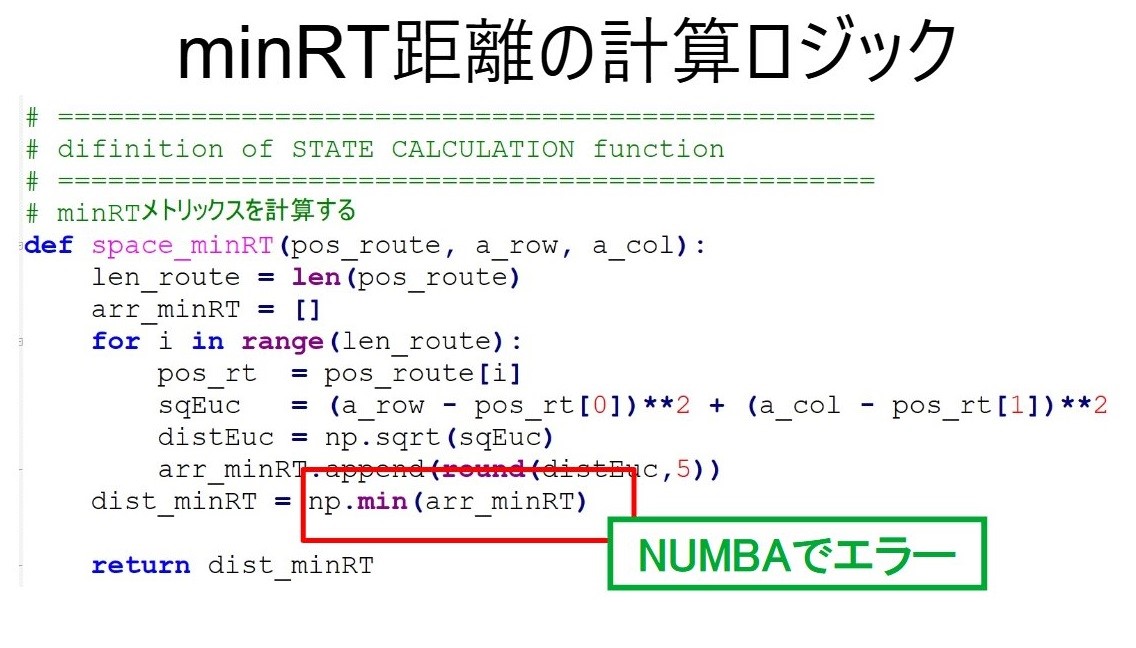 minRT距離の計算ロジック
# =================================================
# difinition of STATE CALCULATION function
# =================================================
# minRTメトリックスを計算する
def space_minRT(pos_route, a_row, a_col):
    len_route = len(pos_route)
    arr_minRT = []
    for i in range(len_route):
        pos_rt  = pos_route[i]
        sqEuc   = (a_row - pos_rt[0])**2 + (a_col - pos_rt[1])**2
        distEuc = np.sqrt(sqEuc)
        arr_minRT.append(round(distEuc,5))
    dist_minRT = np.min(arr_minRT)
    return dist_minRT
NUMBAでエラー